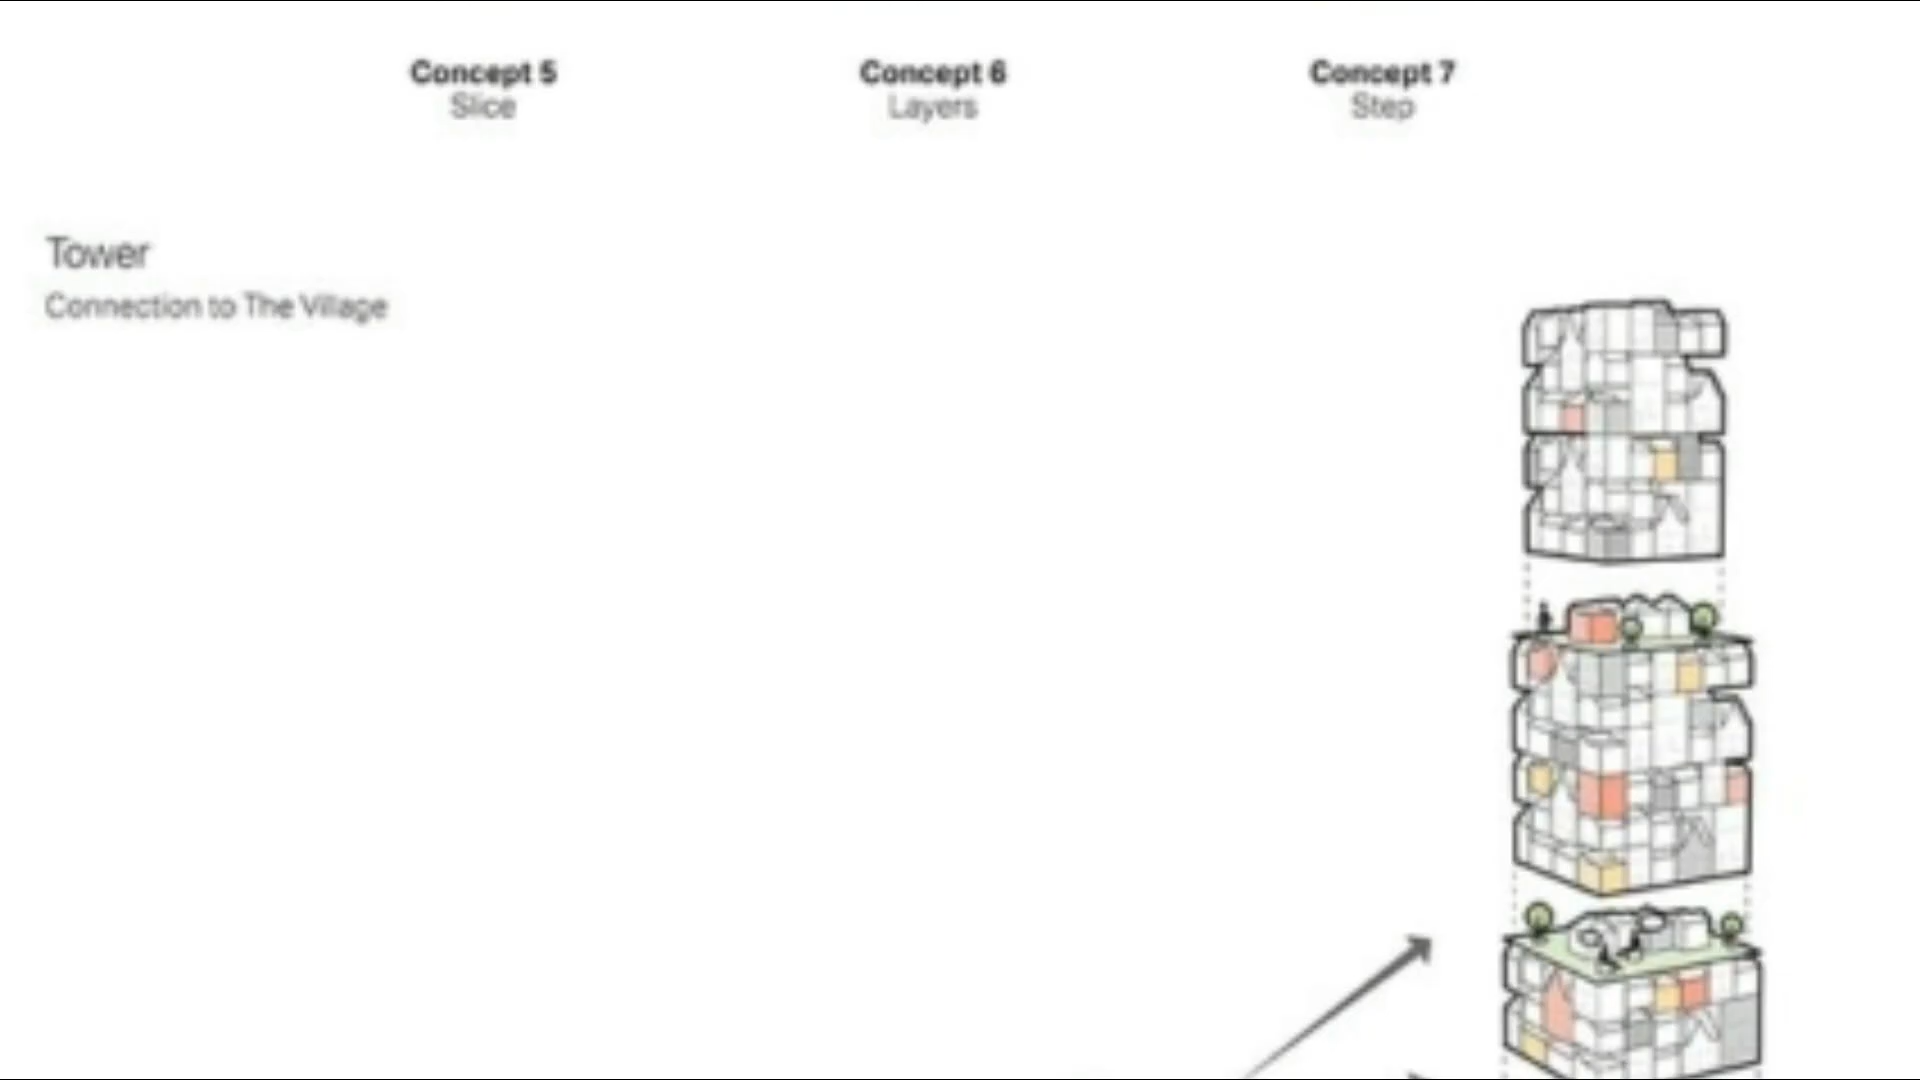 Concept 5
Slice
Concept 6
Layers
Concept 7
Step
Tower
Connection to The Village